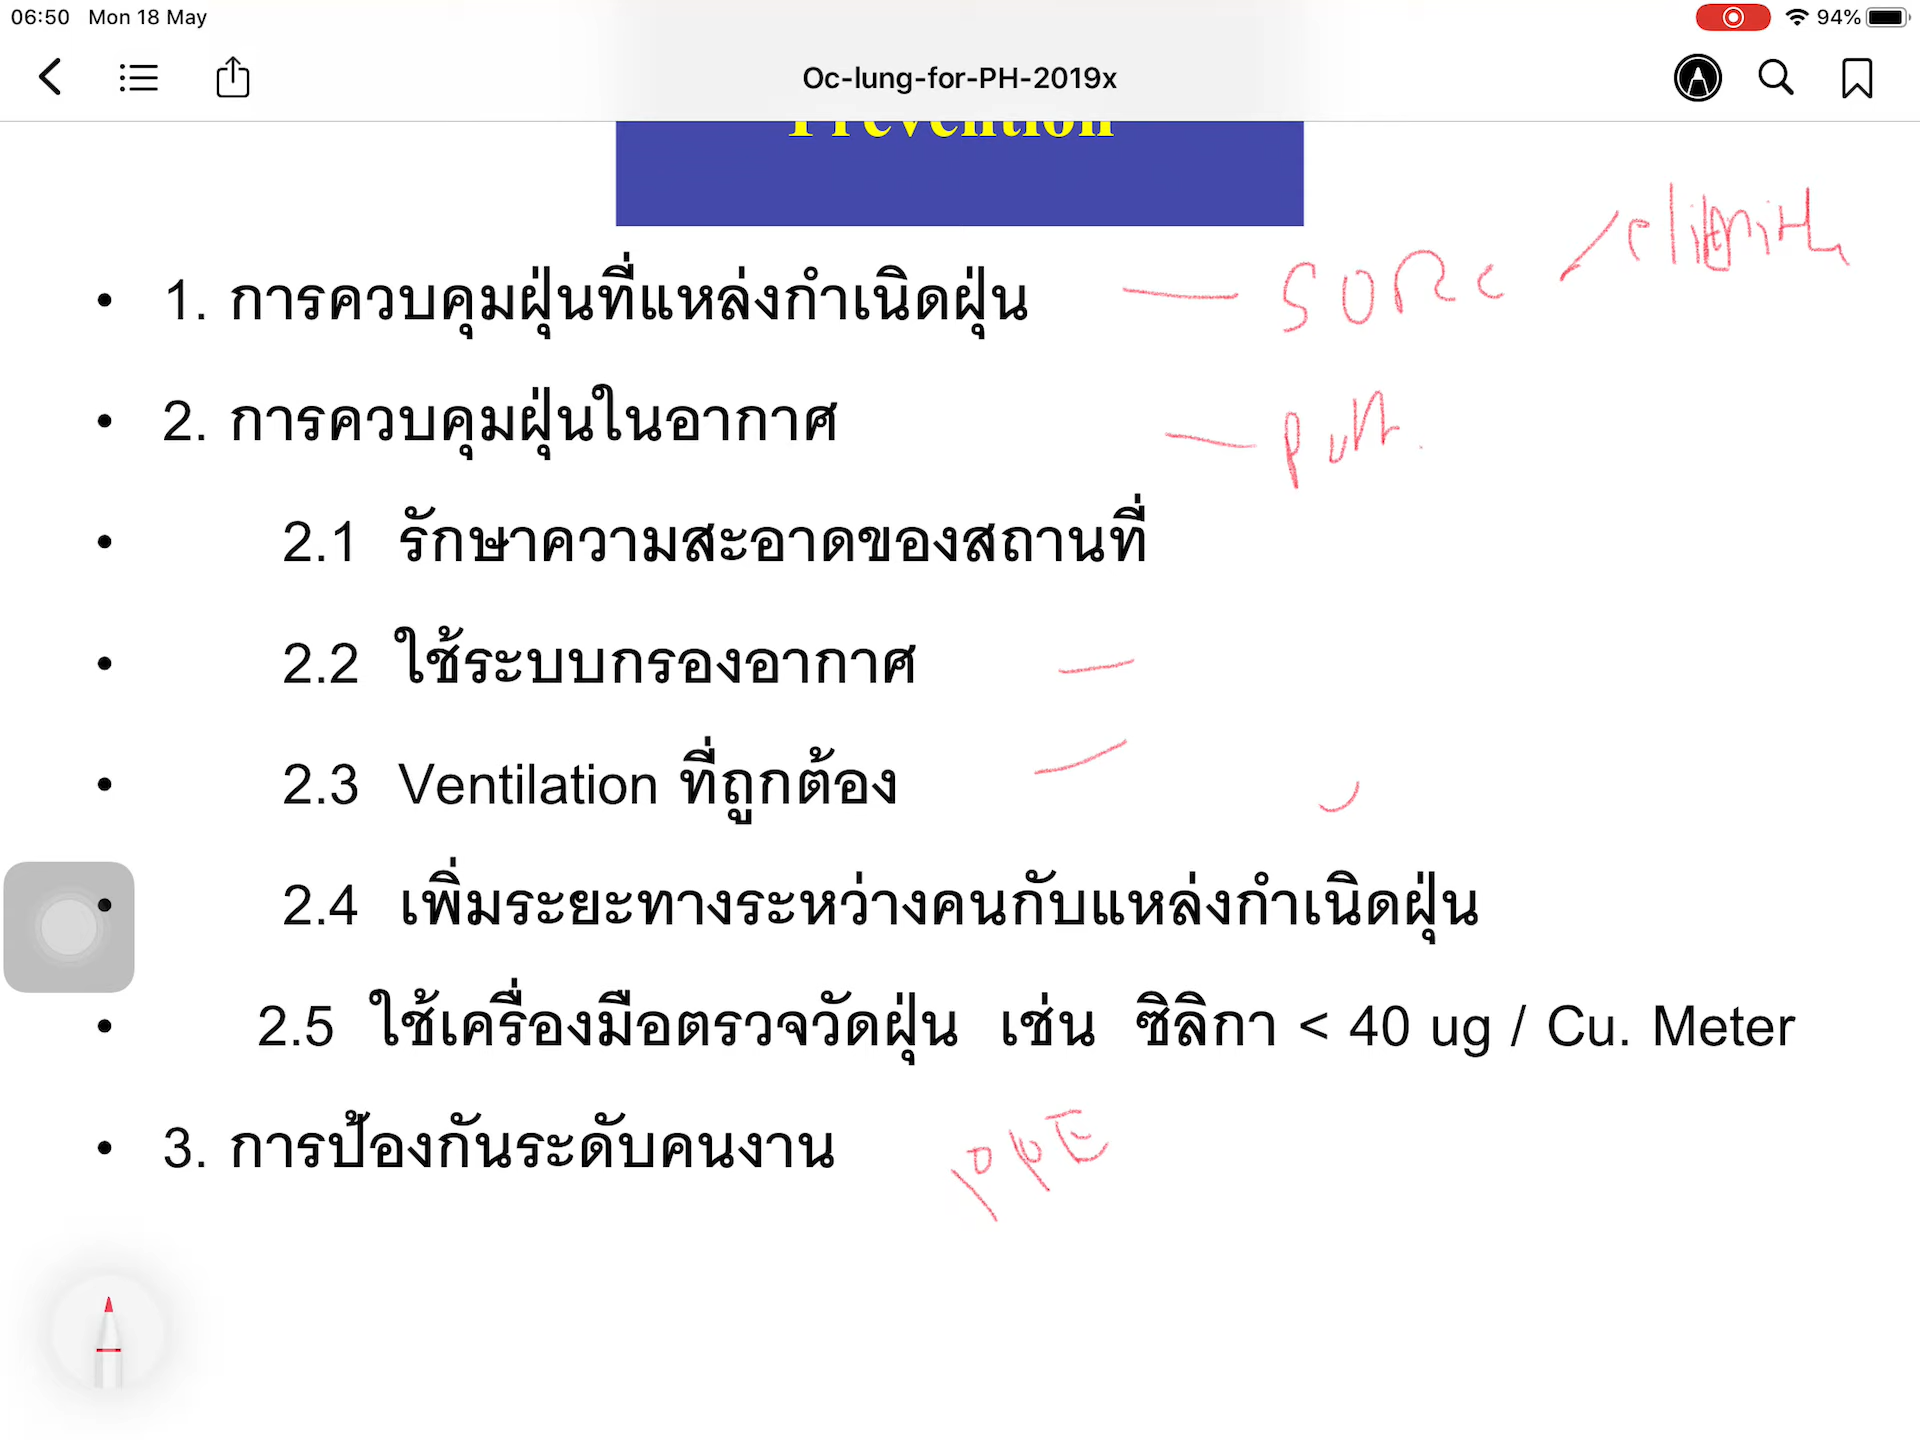 06:50 Mon 18 May 94%
Oc-lung-for-PH-2019x
Prevention
• 1. การควบคุมฝุ่นที่แหล่งกำเนิดฝุ่น
• 2. การควบคุมฝุ่นในอากาศ
• 2.1 รักษาความสะอาดของสถานที่
• 2.2 ใช้ระบบกรองอากาศ
• 2.3 Ventilation ที่ถูกต้อง
• 2.4 เพิ่มระยะทางระหว่างคนกับแหล่งกำเนิดฝุ่น
• 2.5 ใช้เครื่องมือตรวจวัดฝุ่น เช่น ซิลิกา < 40 ug / Cu. Meter
• 3. การป้องกันระดับคนงาน PPE